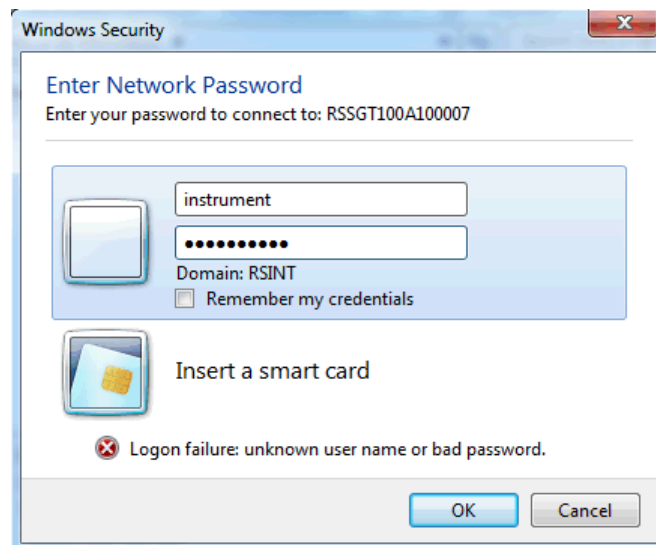 Windows Security
Enter Network Password
Enter your password to connect to: RSSGT100A100007
instrument
●●●●●●●●●●
Domain: RSINT
Remember my credentials
Insert a smart card
Logon failure: unknown user name or bad password.
OK
Cancel